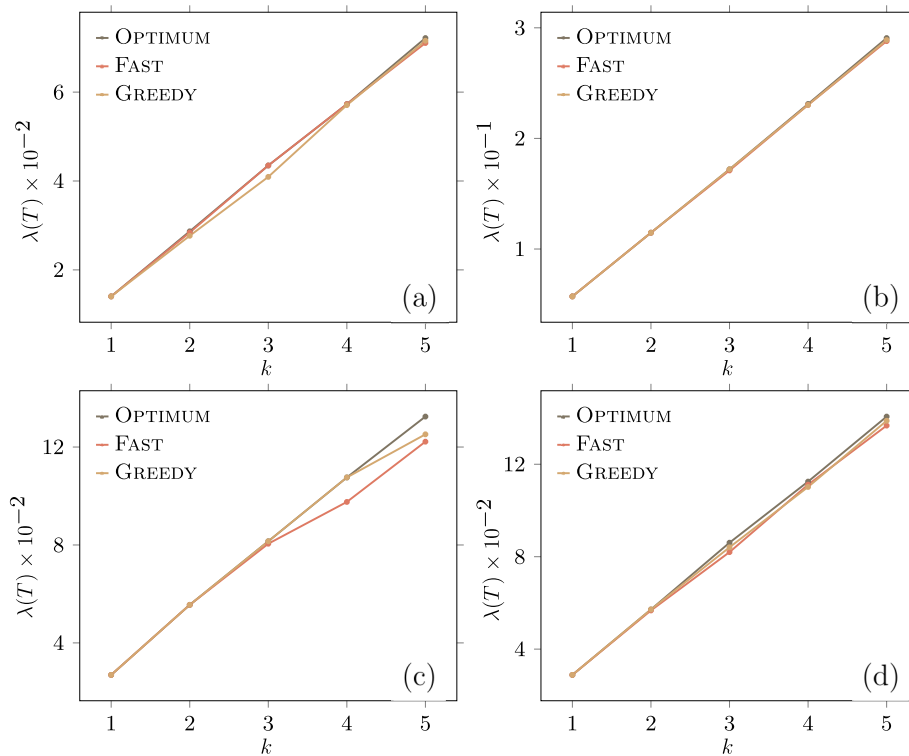 OPTIMUM
FAST
GREEDY
6
4
2
λ(T) × 10−2
(a)
1 2 3 4 5
k
OPTIMUM
FAST
GREEDY
3
2
1
λ(T) × 10−1
(b)
1 2 3 4 5
k
OPTIMUM
FAST
GREEDY
12
8
4
λ(T) × 10−2
(c)
1 2 3 4 5
k
OPTIMUM
FAST
GREEDY
12
8
4
λ(T) × 10−2
(d)
1 2 3 4 5
k